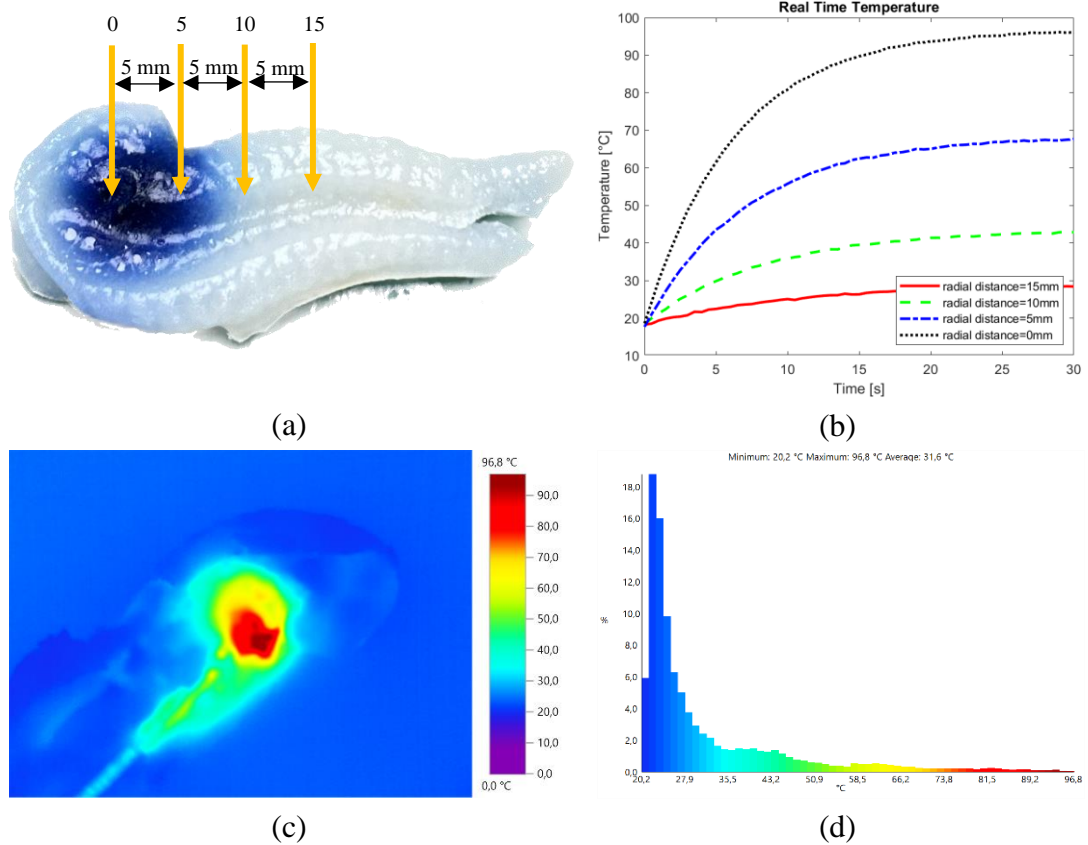 0 5 10 15
5 mm 5 mm 5 mm
(a)
Real Time Temperature
100
90
80
70
60
50
40
30
20
10
Temperature [°C]
0 5 10 15 20 25 30
Time [s]
radial distance=15mm
radial distance=10mm
radial distance=5mm
radial distance=0mm
(b)
96,8 °C
90,0
80,0
70,0
60,0
50,0
40,0
30,0
20,0
10,0
0,0
0,0 °C
(c)
Minimum: 20,2 °C Maximum: 96,8 °C Average: 31,6 °C
18,0
16,0
14,0
12,0
10,0
8,0
6,0
4,0
2,0
0,0
%
20,2 27,9 35,5 43,2 50,9 58,5 66,2 73,8 81,5 89,2 96,8
°C
(d)